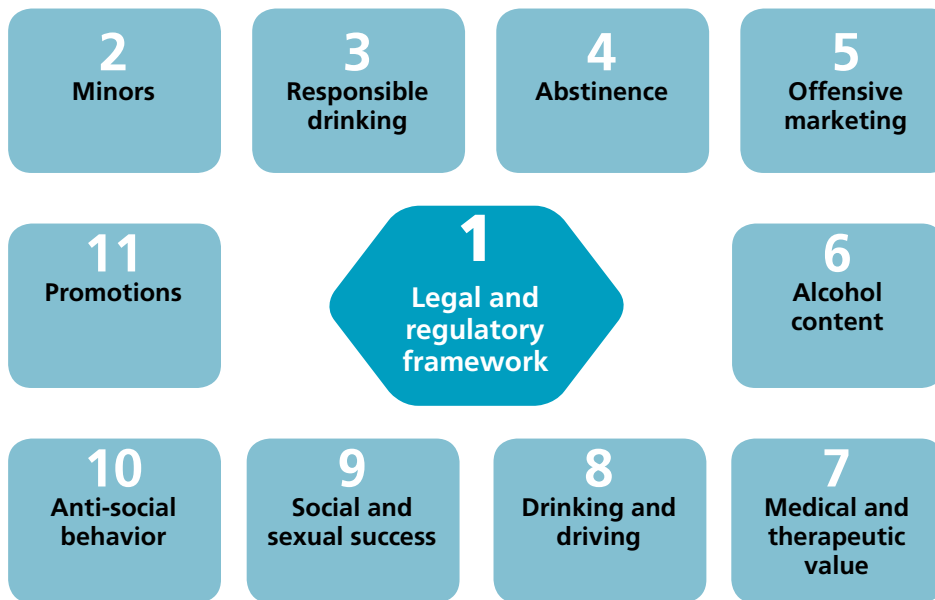 2
Minors
3
Responsible
drinking
4
Abstinence
5
Offensive
marketing
11
Promotions
1
Legal and
regulatory
framework
6
Alcohol
content
10
Anti-social
behavior
9
Social and
sexual success
8
Drinking and
driving
7
Medical and
therapeutic
value